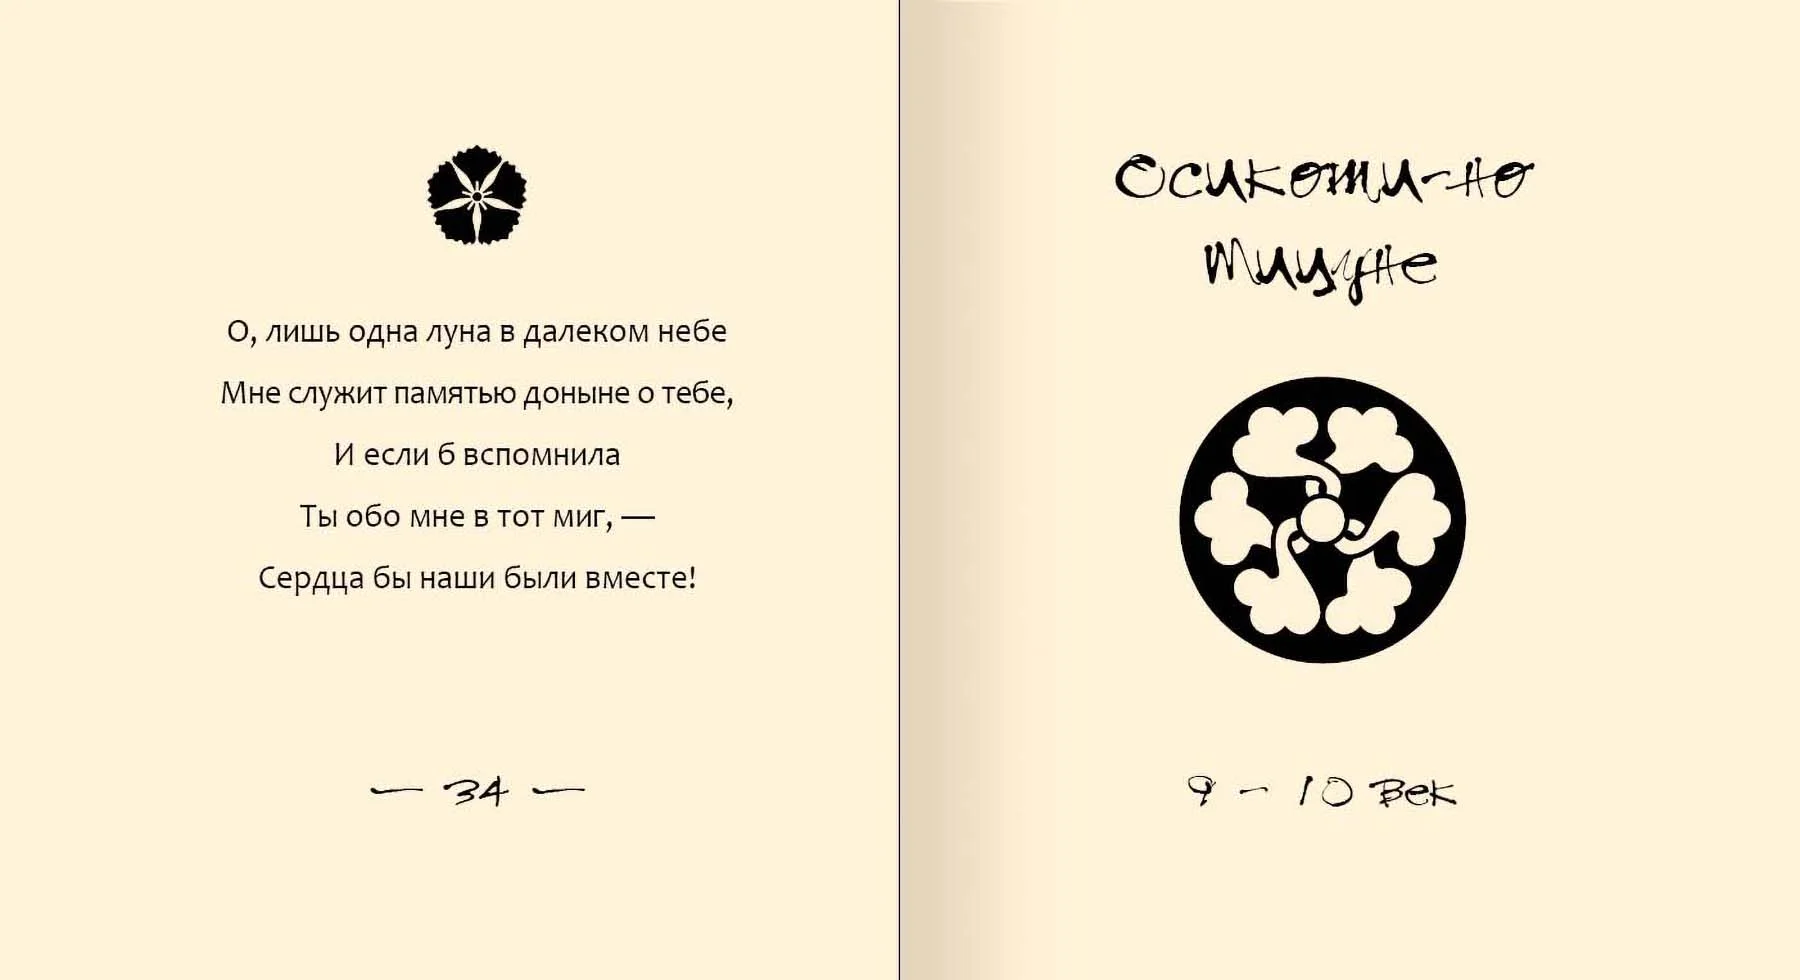 О, лишь одна луна в далеком небе
Мне служит памятью доныне о тебе,
И если б вспомнила
Ты обо мне в тот миг, —
Сердца бы наши были вместе!
— 34 —
Осикоти-но
Мицуне
9 – 10 век